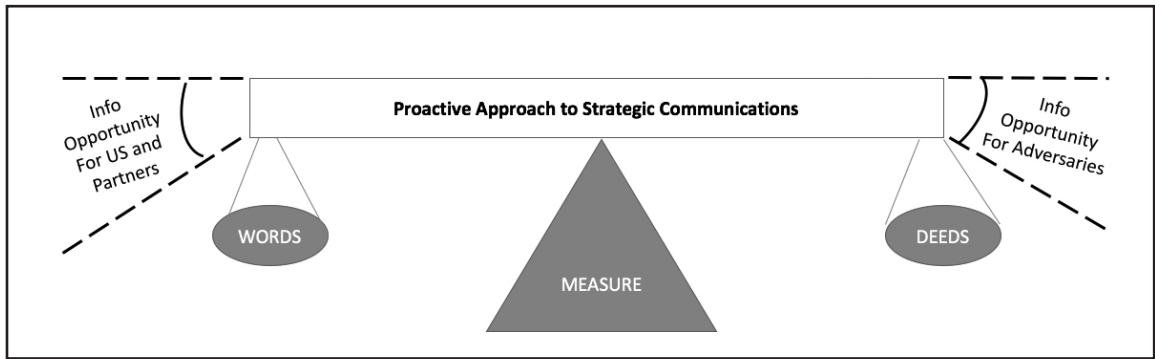 Proactive Approach to Strategic Communications
Info
Opportunity
For US and
Partners
Info
Opportunity
For Adversaries
WORDS
DEEDS
MEASURE